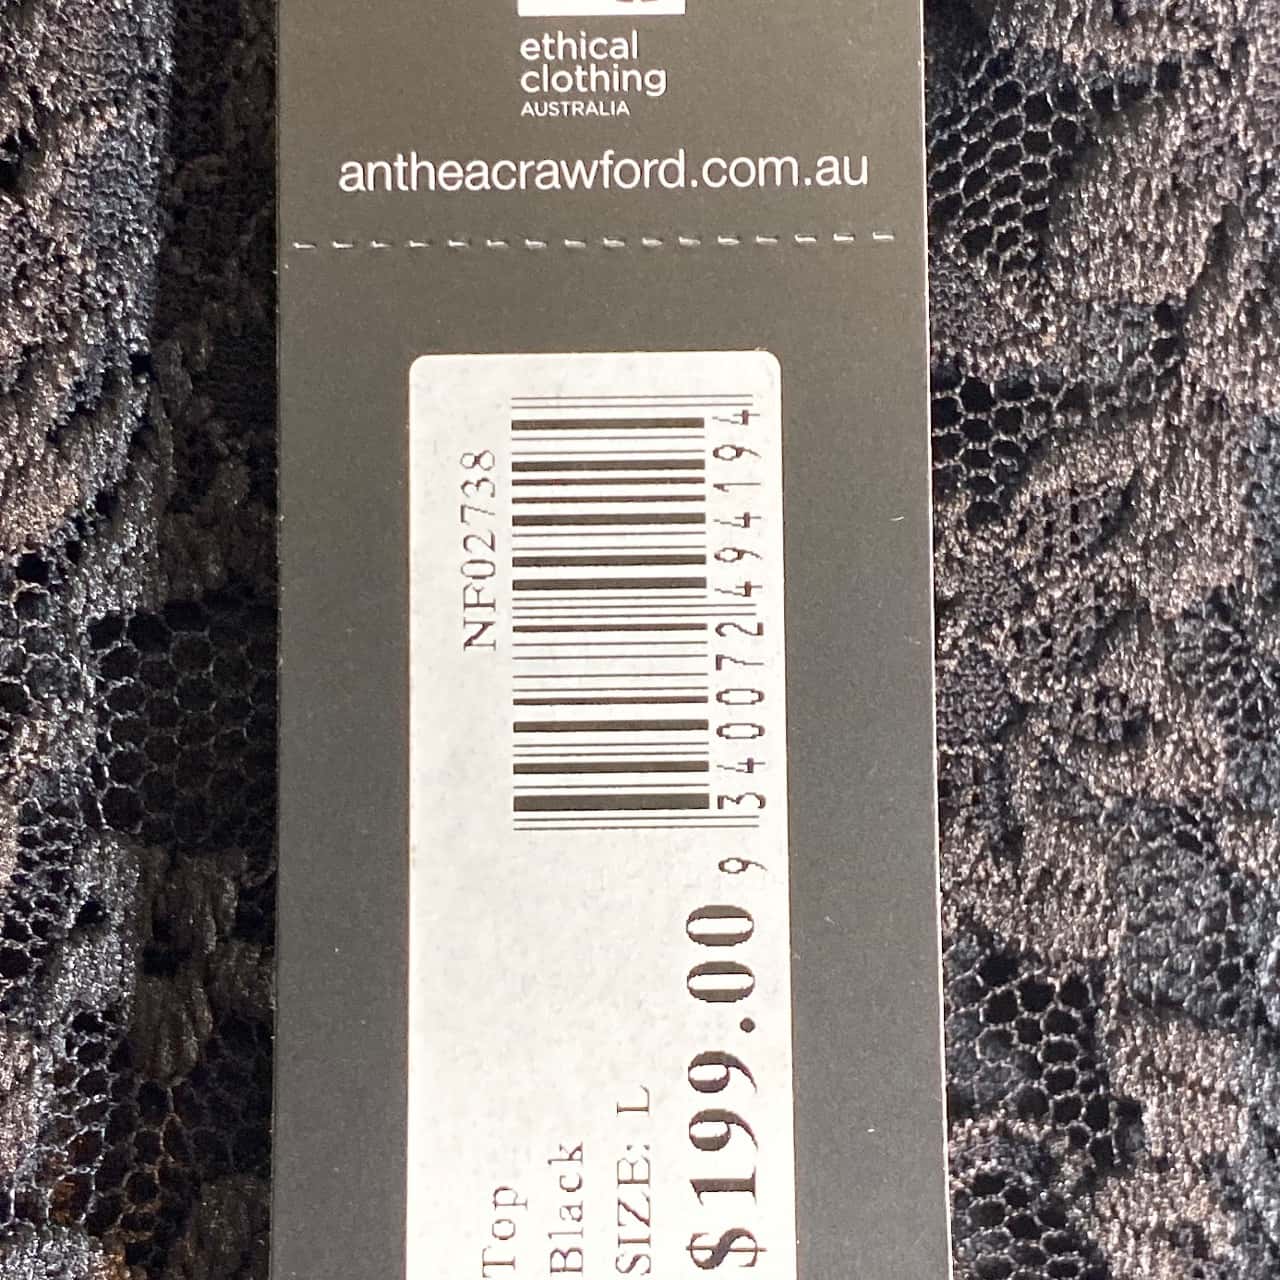 ethical
clothing
AUSTRALIA
antheacrawford.com.au
NF02738
9 340072 494194
Top
Black
SIZE: L
$199.00